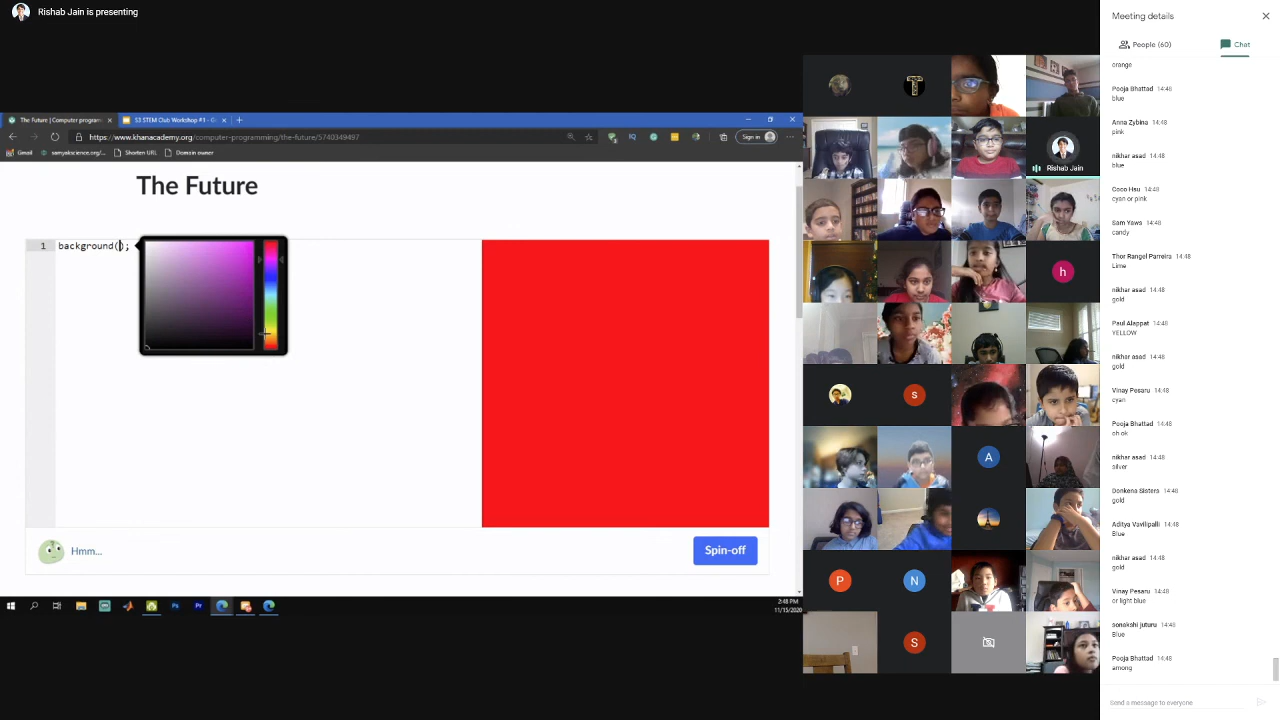 Rishab Jain is presenting
The Future | Computer program
S3 STEM Club Workshop #1 - G
https://www.khanacademy.org/computer-programming/the-future/5740349497
Sign in
Gmail
samyakscience.org/...
Shorten URL
Domain owner
The Future
1 background();
Hmm...
Spin-off
2:48 PM
11/15/2020
T
Rishab Jain
h
s
A
P
N
S
Meeting details
People (60)
Chat
orange
Pooja Bhattad 14:48
blue
Anna Zybina 14:48
pink
nikhar asad 14:48
blue
Coco Hsu 14:48
cyan or pink
Sam Yaws 14:48
candy
Thor Rangel Parreira 14:48
Lime
nikhar asad 14:48
gold
Paul Alappat 14:48
YELLOW
nikhar asad 14:48
gold
Vinay Pesaru 14:48
cyan
Pooja Bhattad 14:48
oh ok
nikhar asad 14:48
silver
Donkena Sisters 14:48
gold
Aditya Vavilipalli 14:48
Blue
nikhar asad 14:48
gold
Vinay Pesaru 14:48
or light blue
sonakshi juturu 14:48
Blue
Pooja Bhattad 14:48
among
Send a message to everyone